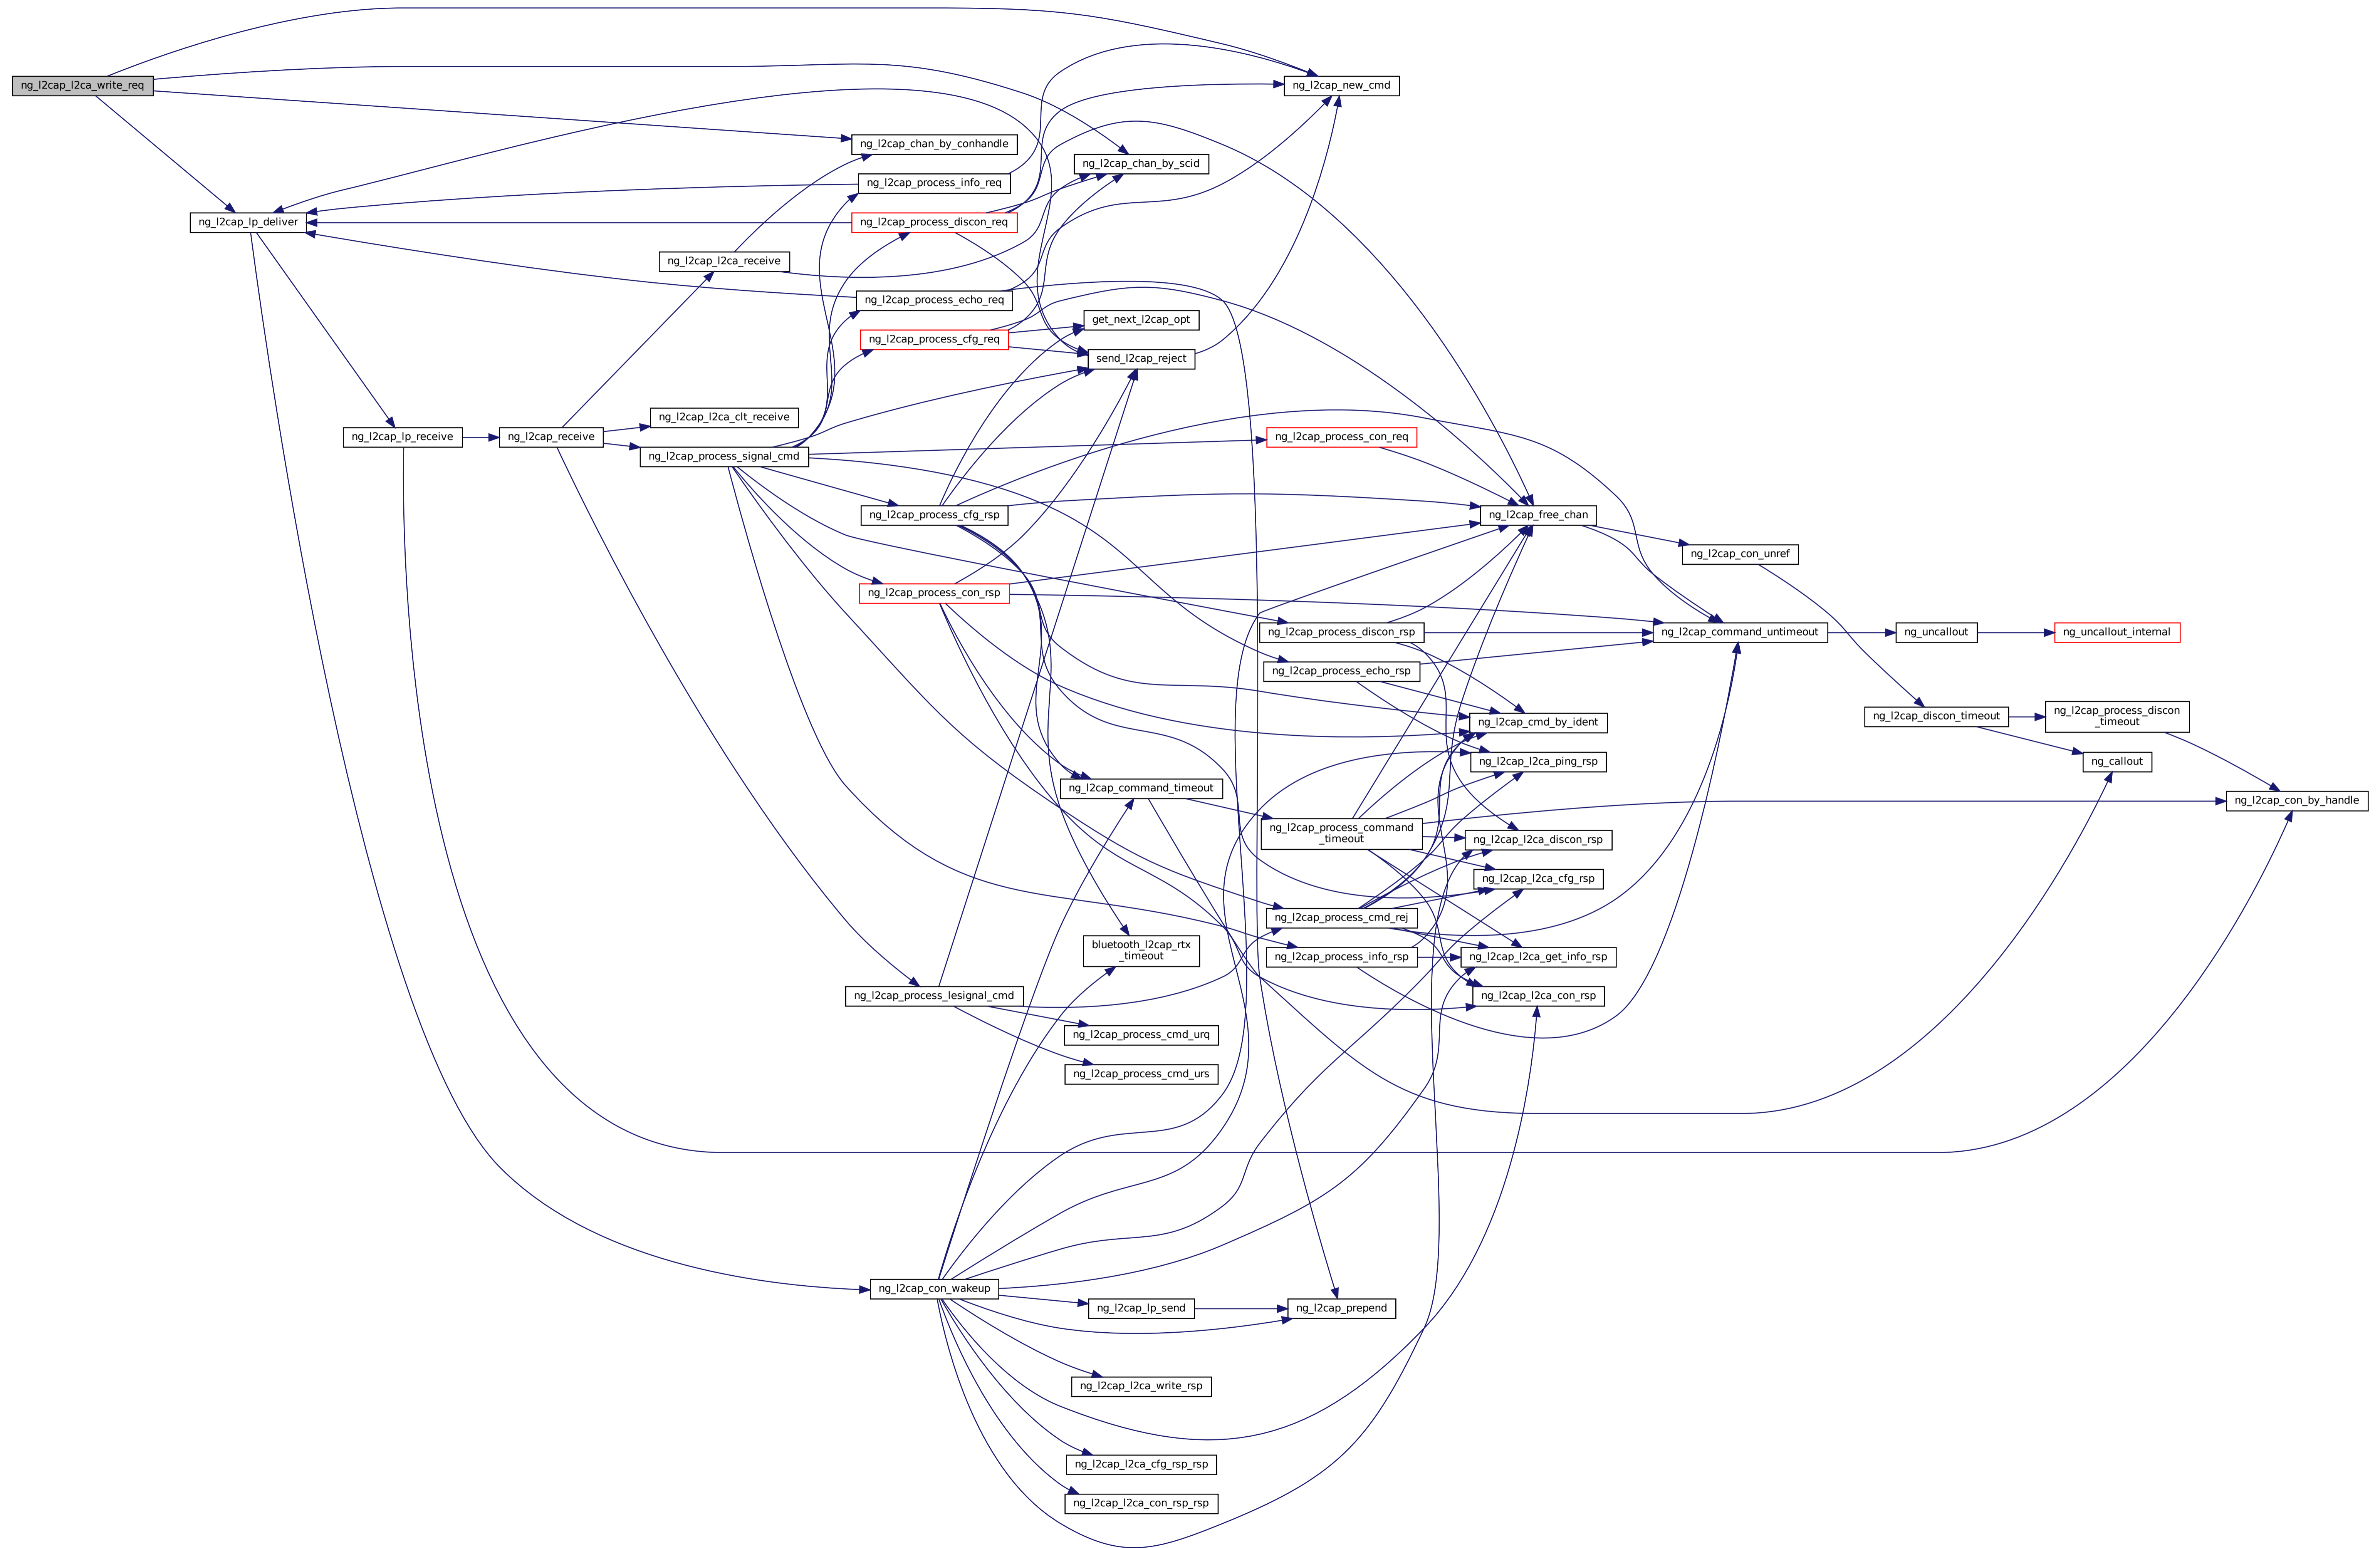 ng_l2cap_l2ca_write_req
ng_l2cap_new_cmd
ng_l2cap_chan_by_conhandle
ng_l2cap_chan_by_scid
ng_l2cap_process_info_req
ng_l2cap_lp_deliver
ng_l2cap_process_discon_req
ng_l2cap_l2ca_receive
ng_l2cap_process_echo_req
get_next_l2cap_opt
ng_l2cap_process_cfg_req
send_l2cap_reject
ng_l2cap_l2ca_clt_receive
ng_l2cap_lp_receive
ng_l2cap_receive
ng_l2cap_process_con_req
ng_l2cap_process_signal_cmd
ng_l2cap_process_cfg_rsp
ng_l2cap_free_chan
ng_l2cap_con_unref
ng_l2cap_process_con_rsp
ng_l2cap_process_discon_rsp
ng_l2cap_command_untimeout
ng_uncallout
ng_uncallout_internal
ng_l2cap_process_echo_rsp
ng_l2cap_cmd_by_ident
ng_l2cap_discon_timeout
ng_l2cap_process_discon
_timeout
ng_l2cap_l2ca_ping_rsp
ng_callout
ng_l2cap_command_timeout
ng_l2cap_con_by_handle
ng_l2cap_process_command
_timeout
ng_l2cap_l2ca_discon_rsp
ng_l2cap_l2ca_cfg_rsp
ng_l2cap_process_cmd_rej
bluetooth_l2cap_rtx
_timeout
ng_l2cap_process_info_rsp
ng_l2cap_l2ca_get_info_rsp
ng_l2cap_process_lesignal_cmd
ng_l2cap_l2ca_con_rsp
ng_l2cap_process_cmd_urq
ng_l2cap_process_cmd_urs
ng_l2cap_con_wakeup
ng_l2cap_lp_send
ng_l2cap_prepend
ng_l2cap_l2ca_write_rsp
ng_l2cap_l2ca_cfg_rsp_rsp
ng_l2cap_l2ca_con_rsp_rsp